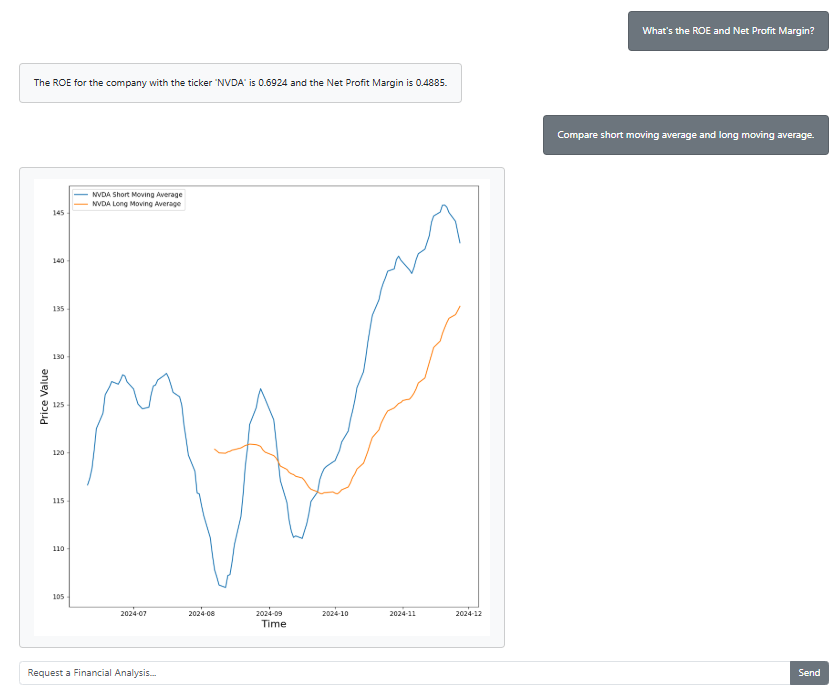 What's the ROE and Net Profit Margin?
The ROE for the company with the ticker 'NVDA' is 0.6924 and the Net Profit Margin is 0.4885.
Compare short moving average and long moving average.
NVDA Short Moving Average
NVDA Long Moving Average
145
140
135
130
125
120
115
110
105
Price Value
2024-07 2024-08 2024-09 2024-10 2024-11 2024-12
Time
Request a Financial Analysis...
Send